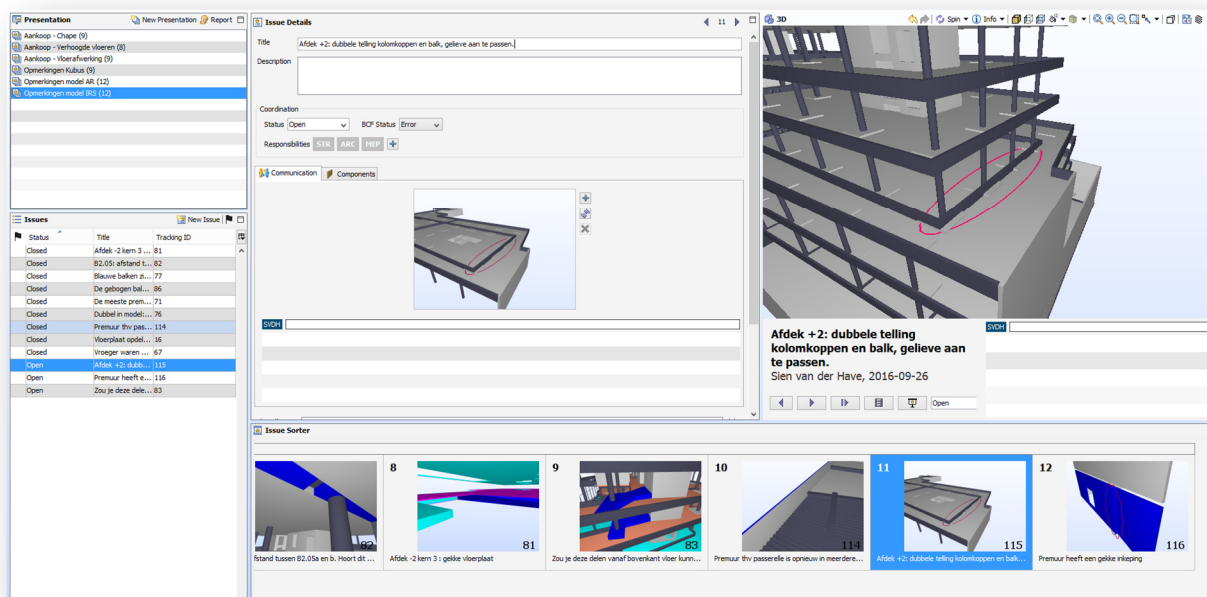 Presentation
New Presentation
Report
Aankoop - Chape (9)
Aankoop - Verhoogde vloeren (8)
Aankoop - Vloerafwerking (9)
Opmerkingen Kubus (9)
Opmerkingen model AR (12)
Opmerkingen model IRS (12)
Issues
New Issue
Status Title Tracking ID
Closed Afdek -2 kern 3 ... 81
Closed B2.05: afstand t... 82
Closed Blauwe balken zi... 77
Closed De gebogen bal... 86
Closed De meeste prem... 71
Closed Dubbel in model:... 76
Closed Premuur thv pas... 114
Closed Vloerplaat opdel... 16
Closed Vroeger waren ... 67
Open Afdek +2: dubb... 115
Open Premuur heeft e... 116
Open Zou je deze dele... 83
Issue Details
11
Title Afdek +2: dubbele telling kolomkoppen en balk, gelieve aan te passen.
Description
Coordination
Status Open BCF Status Error
Responsibilities STR ARC MEP
Communication Components
SVDH
3D
Spin Info
Afdek +2: dubbele telling
kolomkoppen en balk, gelieve aan
te passen.
Sien van der Have, 2016-09-26
Open
SVDH
Issue Sorter
82
fstand tussen B2.05a en b. Hoort dit ...
8
81
Afdek -2 kern 3 : gekke vloerplaat
9
83
Zou je deze delen vanaf bovenkant vloer kunn...
10
114
Premuur thv passerelle is opnieuw in meerdere...
11
115
Afdek +2: dubbele telling kolomkoppen en balk...
12
116
Premuur heeft een gekke inkeping